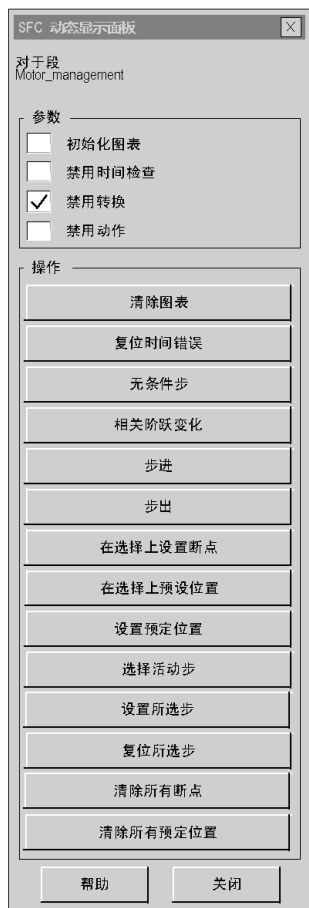 SFC 动态显示面板
对于段
Motor_management
参数
初始化图表
禁用时间检查
禁用转换
禁用动作
操作
清除图表
复位时间错误
无条件步
相关阶跃变化
步进
步出
在选择上设置断点
在选择上预设位置
设置预定位置
选择活动步
设置所选步
复位所选步
清除所有断点
清除所有预定位置
帮助
关闭